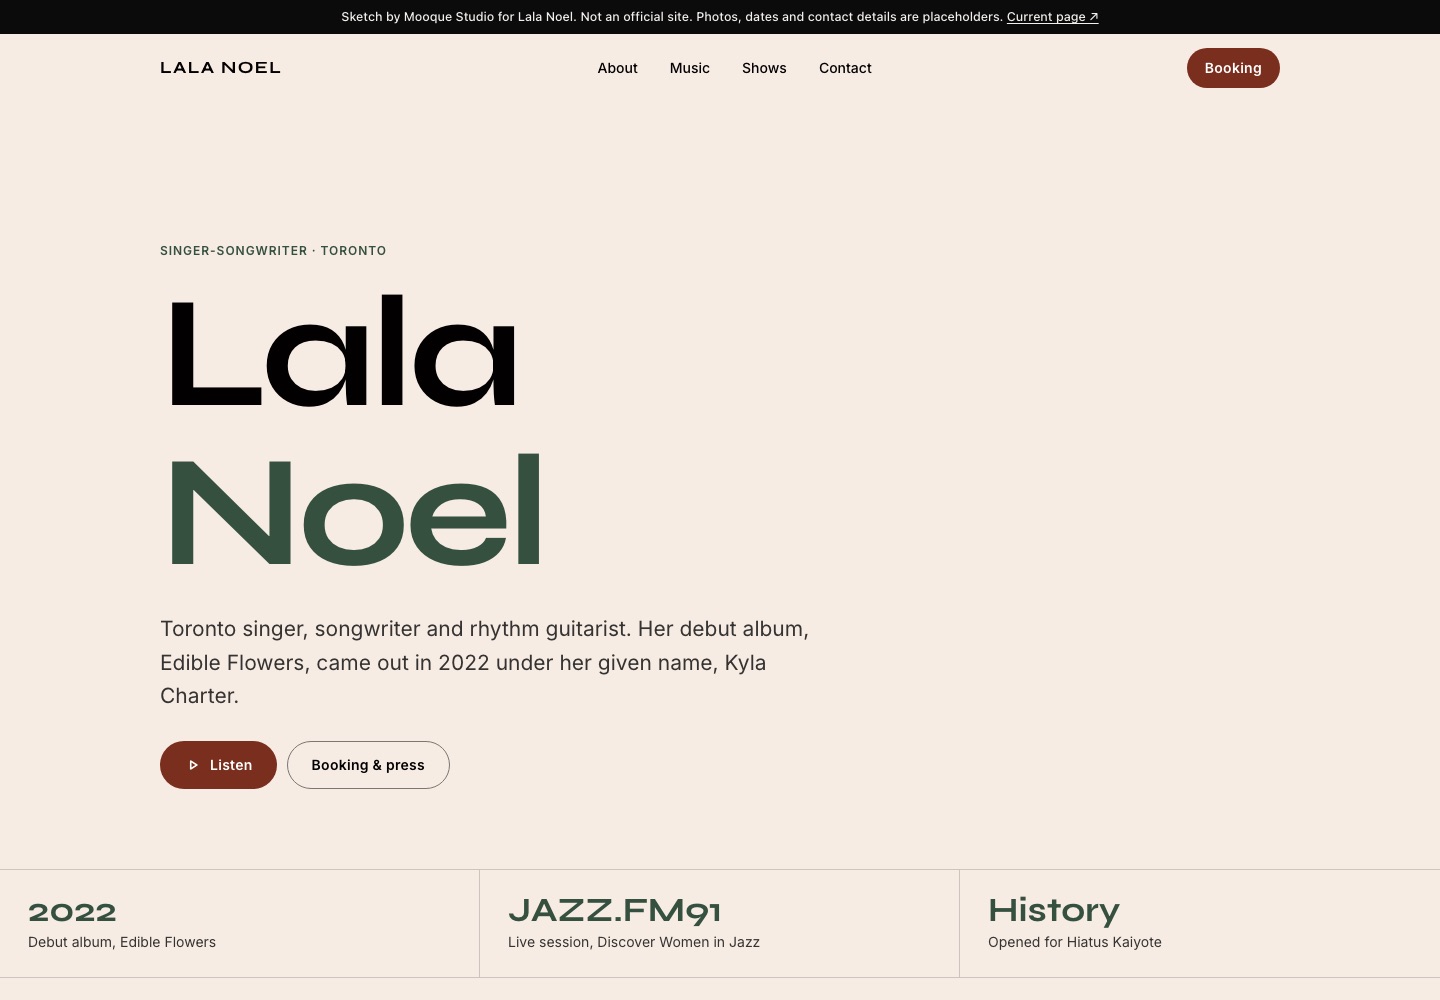 Sketch by Mooque Studio for Lala Noel. Not an official site. Photos, dates and contact details are placeholders. Current page ↗
LALA NOEL
About
Music
Shows
Contact
Booking
SINGER-SONGWRITER · TORONTO
Lala
Noel
Toronto singer, songwriter and rhythm guitarist. Her debut album,
Edible Flowers, came out in 2022 under her given name, Kyla
Charter.
Listen
Booking & press
2022
Debut album, Edible Flowers
JAZZ.FM91
Live session, Discover Women in Jazz
History
Opened for Hiatus Kaiyote